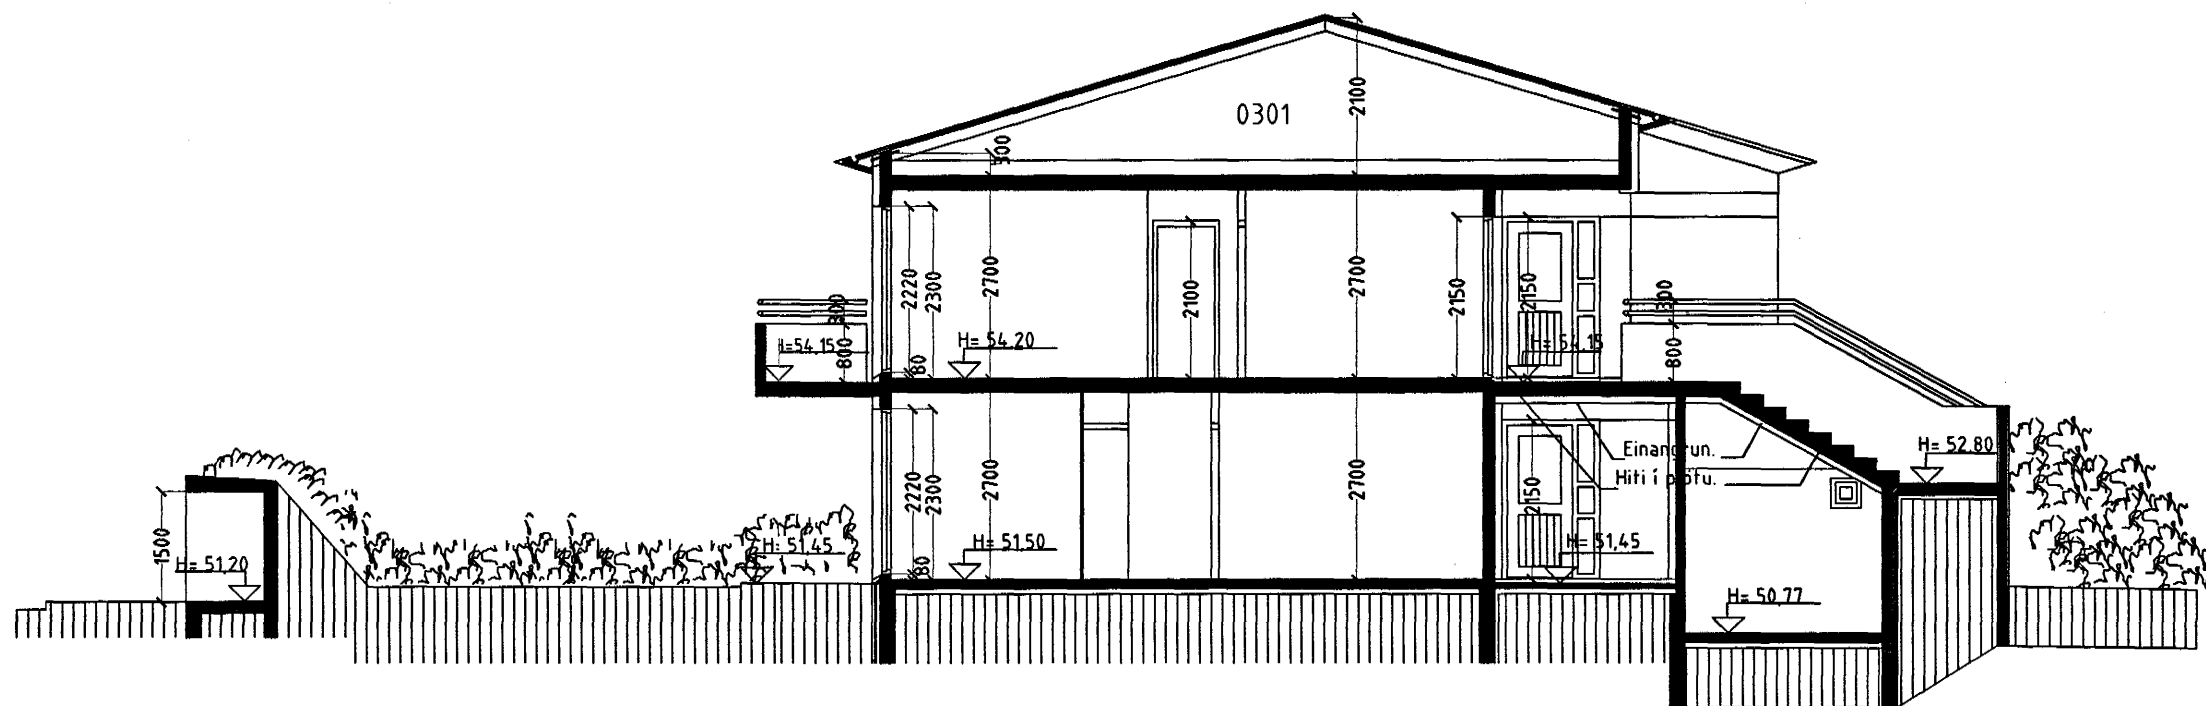 2100
0301
300
2220
2300
2700
2100
2700
2150
2150
300
300
H= 54,15
800
80
H= 54,20
H= 54,15
800
Einangrun.
Hiti í plötu.
H= 52,80
1500
H= 51,20
H= 51,45
2220
2300
2700
2700
2150
80
H= 51,50
H= 51,45
H= 50,77